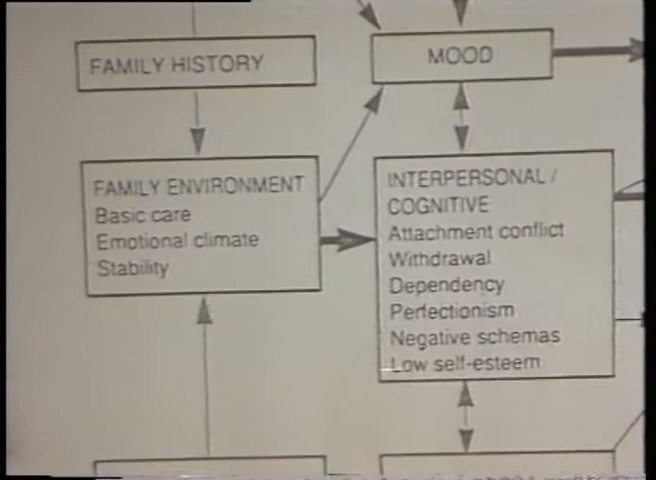 FAMILY HISTORY
MOOD
FAMILY ENVIRONMENT
Basic care
Emotional climate
Stability
INTERPERSONAL /
COGNITIVE
Attachment conflict
Withdrawal
Dependency
Perfectionism
Negative schemas
Low self-esteem